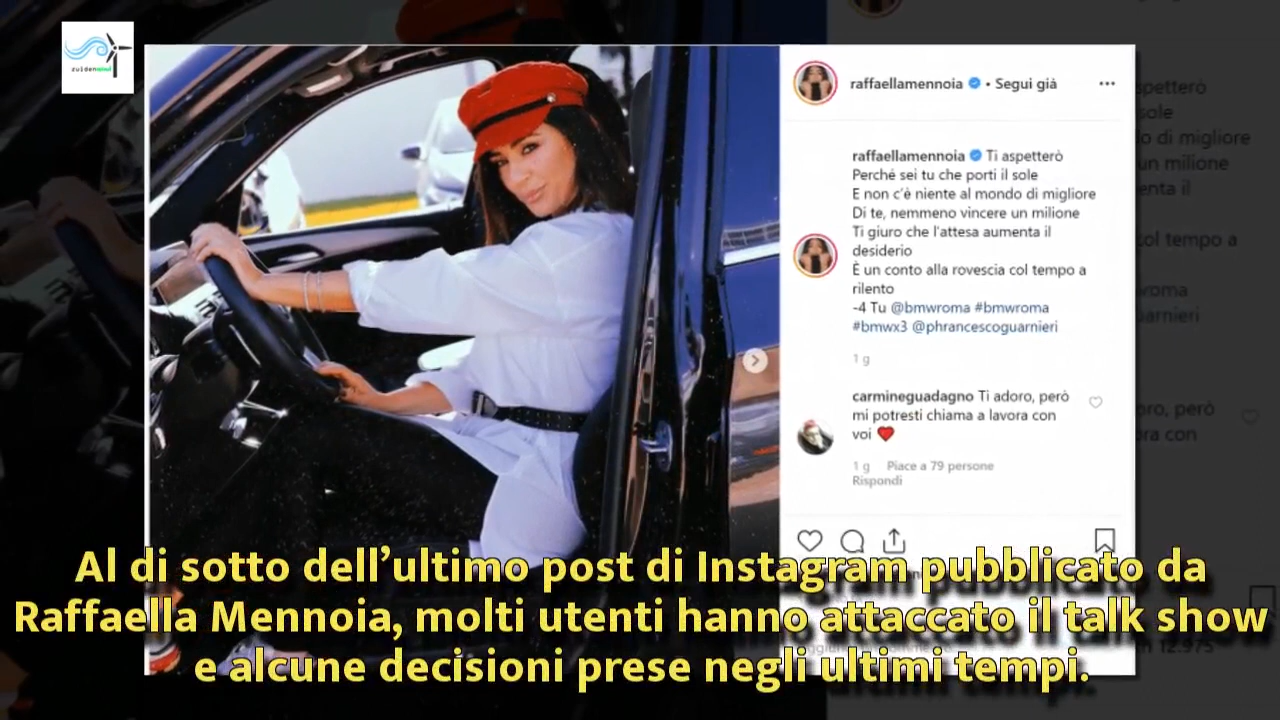 zuidenwind
raffaellamennoia • Segui già
raffaellamennoia Ti aspetterò
Perché sei tu che porti il sole
E non c'è niente al mondo di migliore
Di te, nemmeno vincere un milione
Ti giuro che l'attesa aumenta il
desiderio
È un conto alla rovescia col tempo a
rilento
-4 Tu @bmwroma #bmwroma
#bmwx3 @phrancescoguarnieri
1 g
carmineguadagno Ti adoro, però
mi potresti chiama a lavora con
voi ❤️
1 g Piace a 79 persone
Rispondi
Al di sotto dell'ultimo post di Instagram pubblicato da
Raffaella Mennoia, molti utenti hanno attaccato il talk show
e alcune decisioni prese negli ultimi tempi.